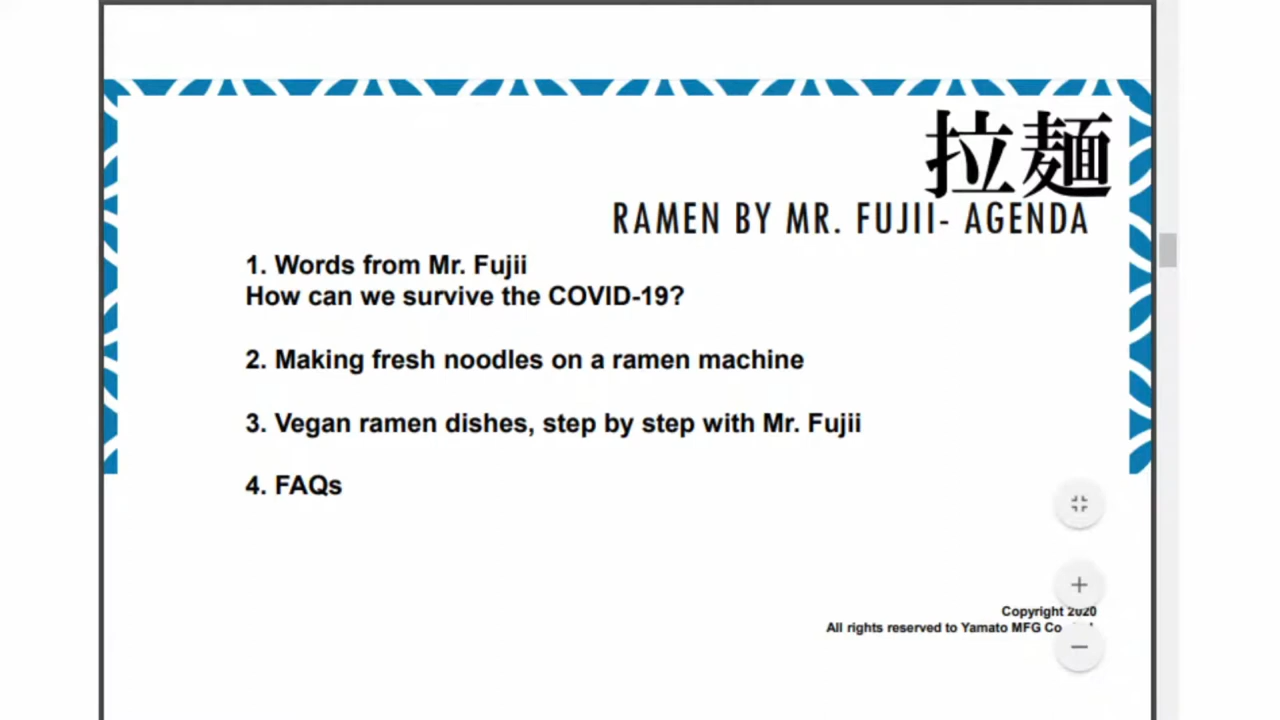 拉麺
RAMEN BY MR. FUJII- AGENDA
1. Words from Mr. Fujii
How can we survive the COVID-19?
2. Making fresh noodles on a ramen machine
3. Vegan ramen dishes, step by step with Mr. Fujii
4. FAQs
Copyright 2020
All rights reserved to Yamato MFG Co